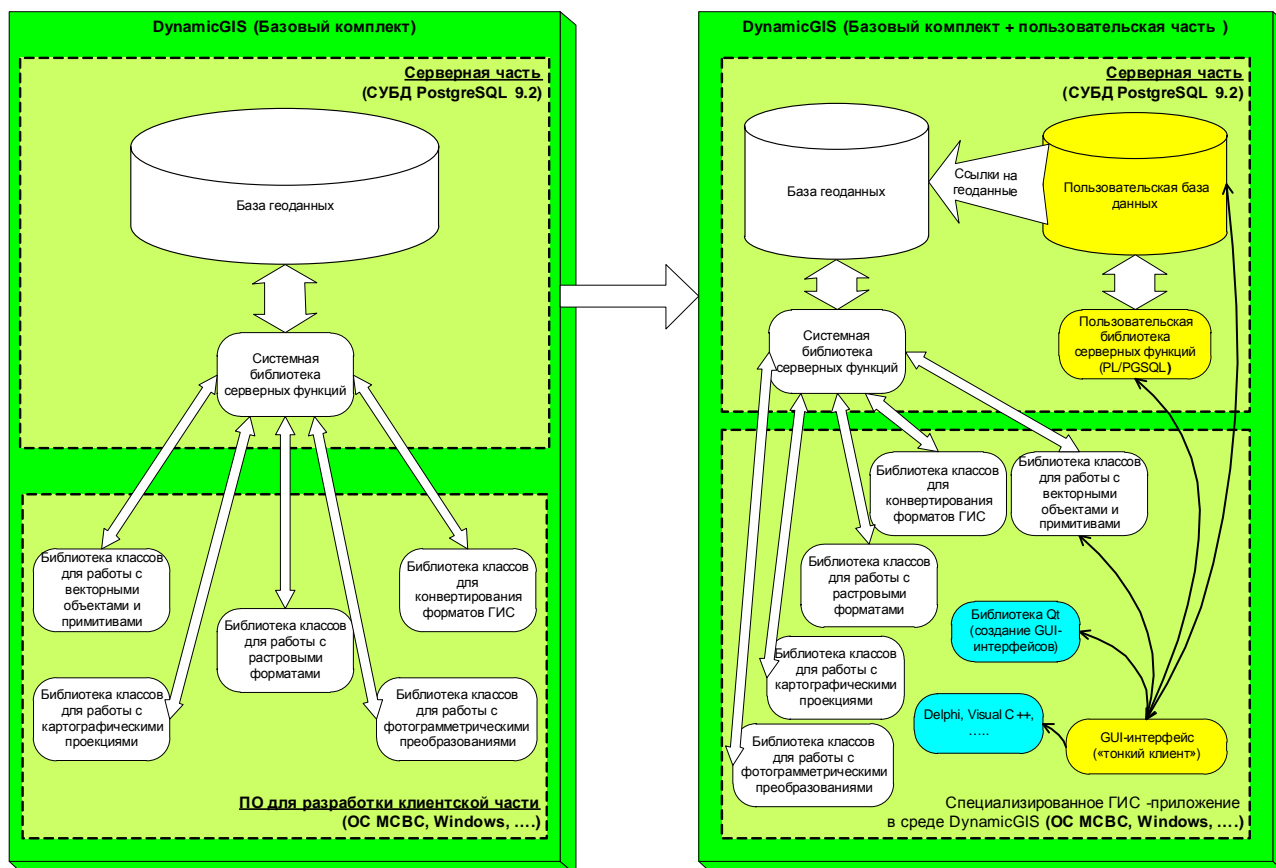 DynamicGIS (Базовый комплект)
Серверная часть
(СУБД PostgreSQL 9.2)
База геоданных
Системная
библиотека
серверных функций
Библиотека классов
для работы с
векторными
объектами и
примитивами
Библиотека классов
для
конвертирования
форматов ГИС
Библиотека классов
для работы с
растровыми
форматами
Библиотека классов
для работы с
картографическими
проекциями
Библиотека классов
для работы с
фотограмметрическими
преобразованиями
ПО для разработки клиентской части
(ОС МСВС, Windows, ....)
DynamicGIS (Базовый комплект + пользовательская часть )
Серверная часть
(СУБД PostgreSQL 9.2)
База геоданных
Ссылки на
геоданные
Пользовательская база
данных
Системная
библиотека
серверных функций
Пользовательская
библиотека
серверных функций
(PL/PGSQL)
Библиотека классов
для
конвертирования
форматов ГИС
Библиотека классов
для работы с
векторными
объектами и
примитивами
Библиотека классов
для работы с
растровыми
форматами
Библиотека Qt
(создание GUI-
интерфейсов)
Библиотека классов
для работы с
картографическими
проекциями
Delphi, Visual C ++,
.....
GUI-интерфейс
(«тонкий клиент»)
Библиотека классов
для работы с
фотограмметрическими
преобразованиями
Специализированное ГИС -приложение
в среде DynamicGIS (ОС МСВС, Windows, ....)